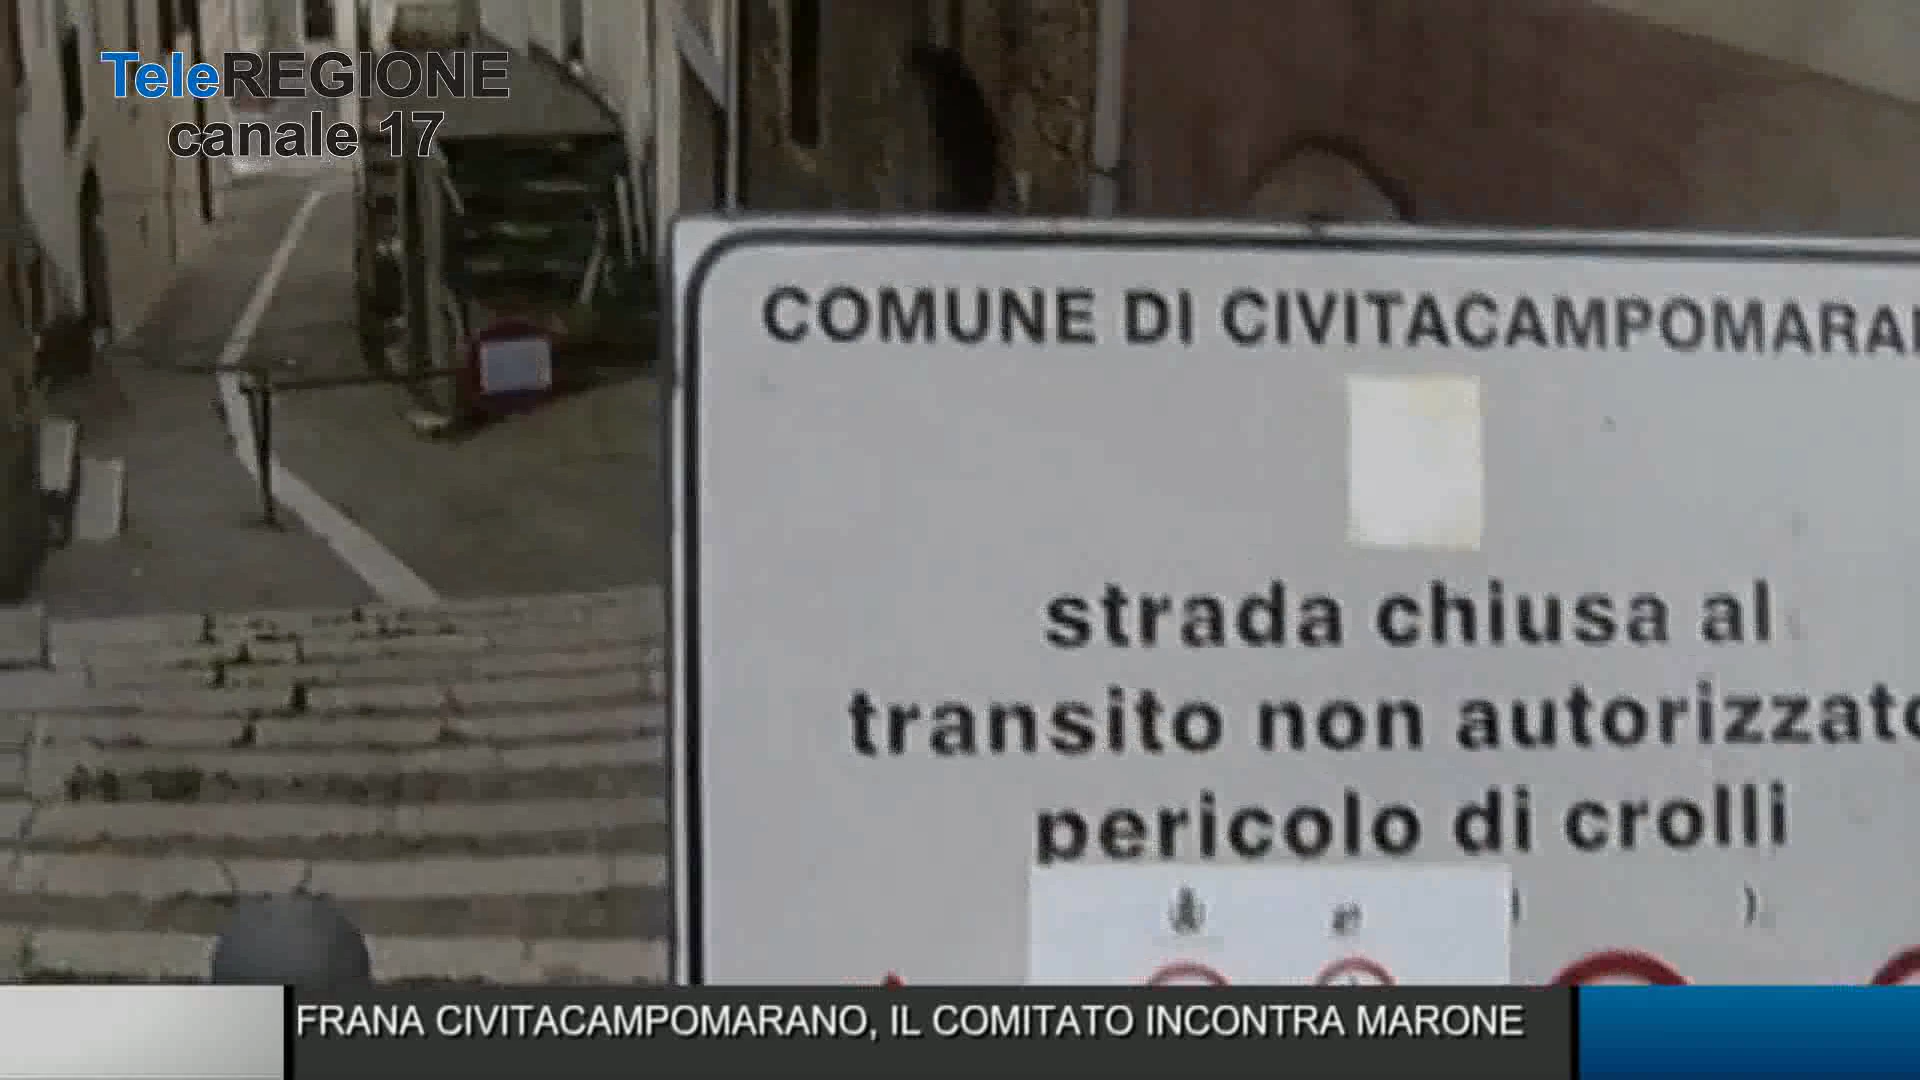 TeleREGIONE
canale 17
COMUNE DI CIVITACAMPOMARAN
strada chiusa al
transito non autorizzato
pericolo di crolli
FRANA CIVITACAMPOMARANO, IL COMITATO INCONTRA MARONE